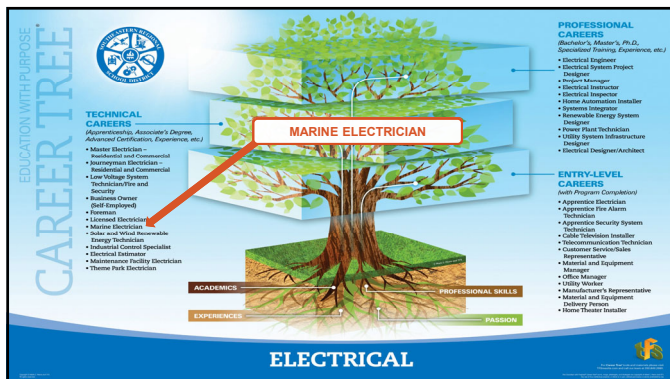 EDUCATION WITH PURPOSE
CAREER TREE
SOUTHEASTERN REGIONAL
SCHOOL DISTRICT
TECHNICAL
CAREERS
(Apprenticeship, Associate's Degree,
Advanced Certification, Experience, etc.)
• Master Electrician –
Residential and Commercial
• Journeyman Electrician –
Residential and Commercial
• Low Voltage System
Technician/Fire and
Security
• Business Owner
(Self-Employed)
• Foreman
• Licensed Electrician
• Marine Electrician
• Solar and Wind Renewable
Energy Technician
• Industrial Control Specialist
• Electrical Estimator
• Maintenance Facility Electrician
• Theme Park Electrician
MARINE ELECTRICIAN
PROFESSIONAL
CAREERS
(Bachelor's, Master's, Ph.D.,
Specialized Training, Experience, etc.)
• Electrical Engineer
• Electrical System Project
Designer
• Project Manager
• Electrical Instructor
• Electrical Inspector
• Home Automation Installer
• Systems Integrator
• Renewable Energy System
Designer
• Power Plant Technician
• Utility System Infrastructure
Designer
• Electrical Designer/Architect
ENTRY-LEVEL
CAREERS
(with Program Completion)
• Apprentice Electrician
• Apprentice Fire Alarm
Technician
• Apprentice Security System
Technician
• Cable Television Installer
• Telecommunication Technician
• Customer Service/Sales
Representative
• Material and Equipment
Manager
• Office Manager
• Utility Worker
• Manufacturer's Representative
• Material and Equipment
Delivery Person
• Home Theater Installer
ACADEMICS
PROFESSIONAL SKILLS
EXPERIENCES
PASSION
ELECTRICAL